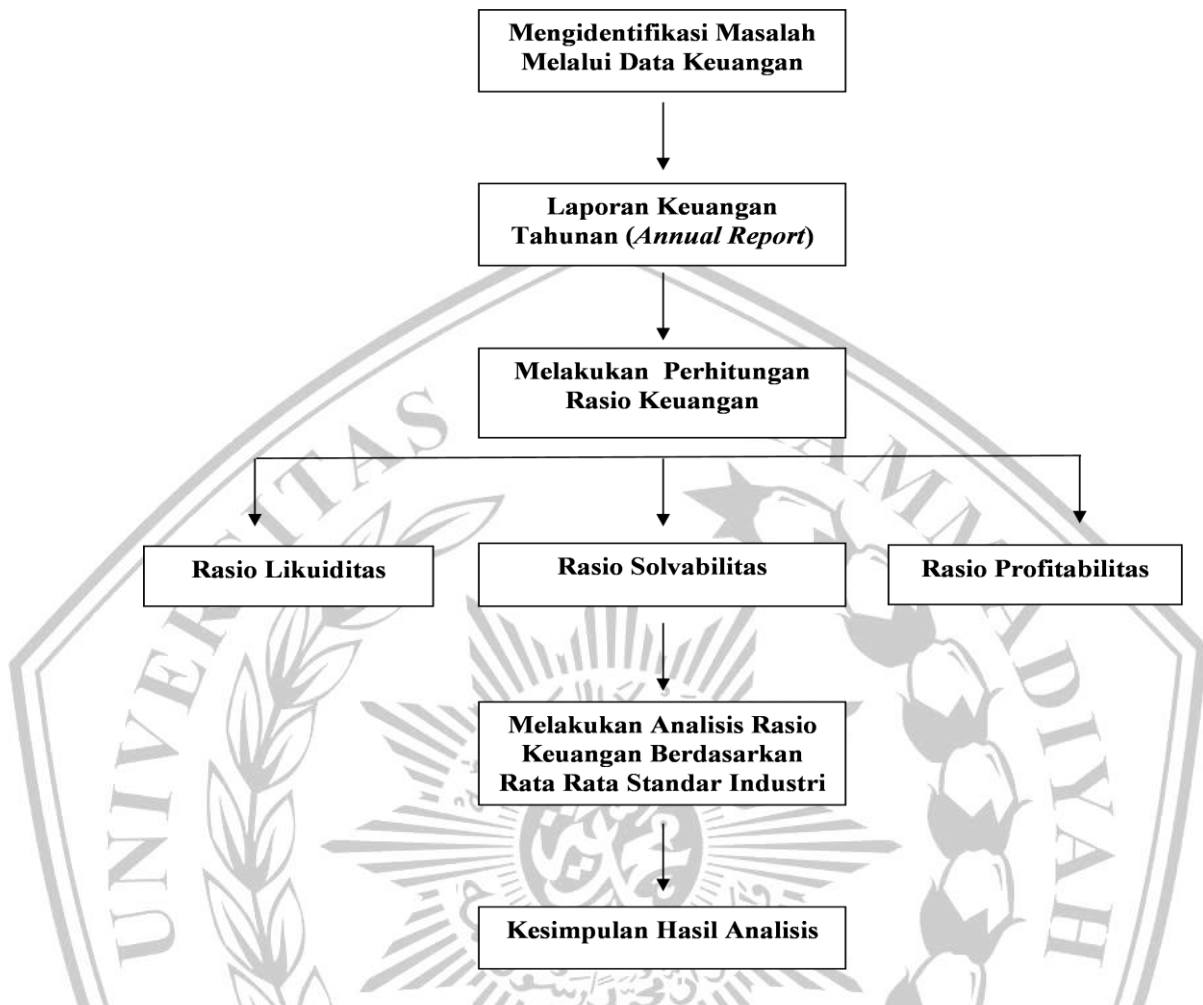 Mengidentifikasi Masalah
Melalui Data Keuangan
Laporan Keuangan
Tahunan (Annual Report)
Melakukan Perhitungan
Rasio Keuangan
Rasio Likuiditas
Rasio Solvabilitas
Rasio Profitabilitas
Melakukan Analisis Rasio
Keuangan Berdasarkan
Rata Rata Standar Industri
Kesimpulan Hasil Analisis
UNIVERSITAS